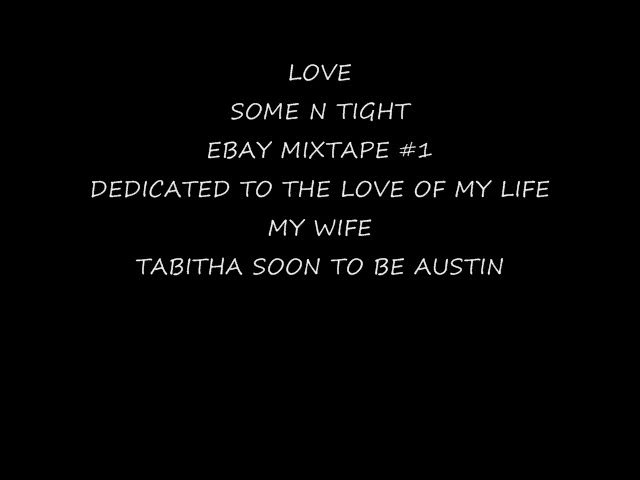 LOVE
SOME N TIGHT
EBAY MIXTAPE #1
DEDICATED TO THE LOVE OF MY LIFE
MY WIFE
TABITHA SOON TO BE AUSTIN